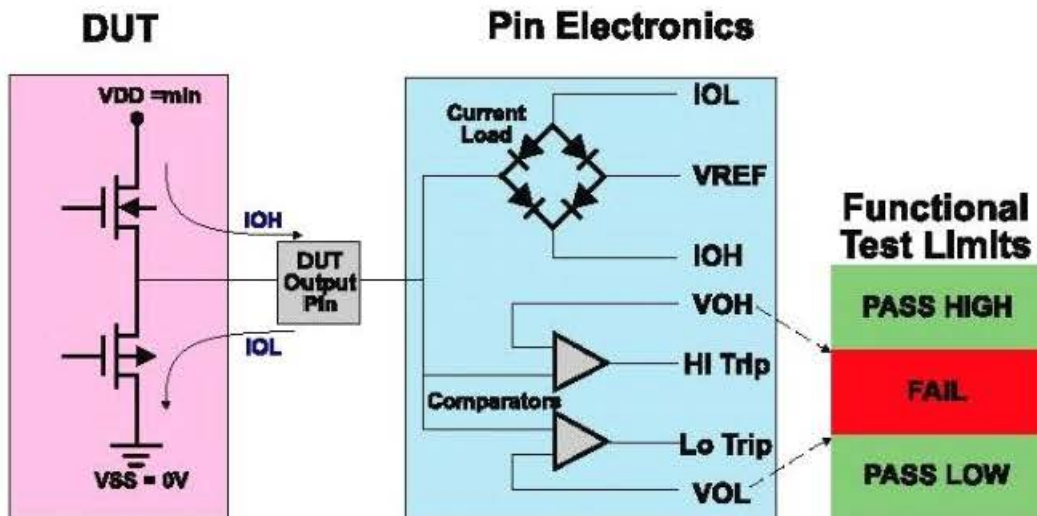 DUT
Pin Electronics
VDD =min
IOH
IOL
VSS = 0V
DUT
Output
Pin
Current
Load
IOL
VREF
IOH
VOH
HI Trip
Comparators
Lo Trip
VOL
Functional
Test Limits
PASS HIGH
FAIL
PASS LOW